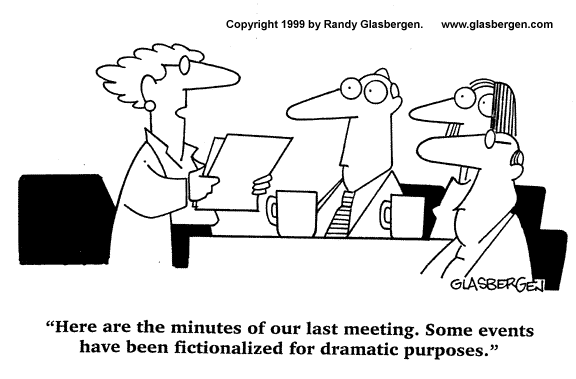 Copyright 1999 by Randy Glasbergen. www.glasbergen.com
GLASBERGEN
“Here are the minutes of our last meeting. Some events
have been fictionalized for dramatic purposes.”